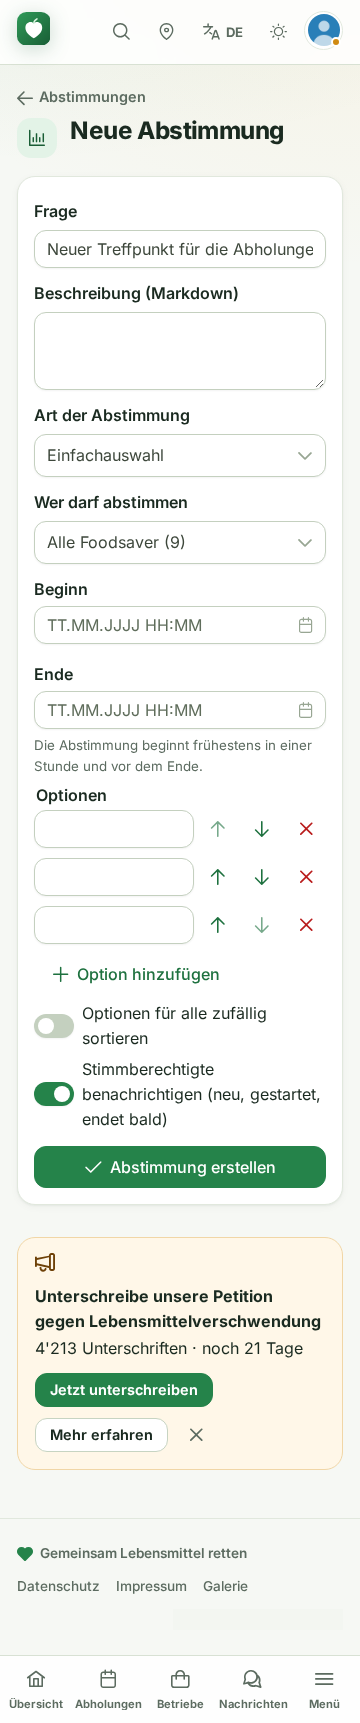 DE
Abstimmungen
Neue Abstimmung
Frage
Neuer Treffpunkt für die Abholunge
Beschreibung (Markdown)
Art der Abstimmung
Einfachauswahl
Wer darf abstimmen
Alle Foodsaver (9)
Beginn
TT.MM.JJJJ HH:MM
Ende
TT.MM.JJJJ HH:MM
Die Abstimmung beginnt frühestens in einer
Stunde und vor dem Ende.
Optionen
Option hinzufügen
Optionen für alle zufällig
sortieren
Stimmberechtigte
benachrichtigen (neu, gestartet,
endet bald)
Abstimmung erstellen
Unterschreibe unsere Petition
gegen Lebensmittelverschwendung
4'213 Unterschriften · noch 21 Tage
Jetzt unterschreiben
Mehr erfahren
Gemeinsam Lebensmittel retten
Datenschutz Impressum Galerie
Übersicht Abholungen Betriebe Nachrichten Menü